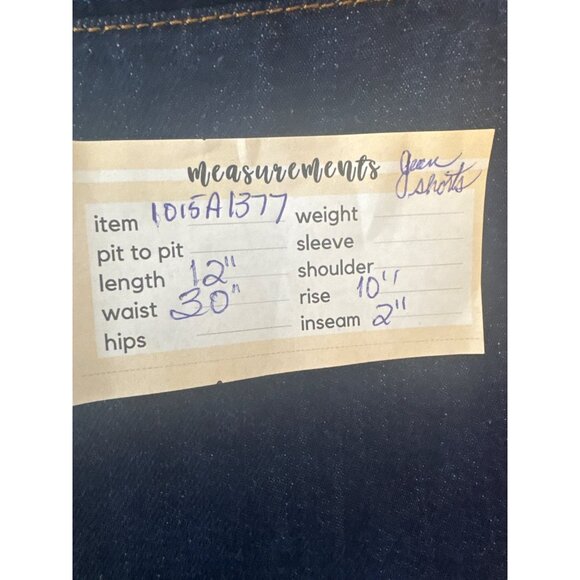 measurements Jean shorts
item 1015A1377 weight
pit to pit sleeve
length 12" shoulder
waist 30" rise 10"
hips inseam 2"